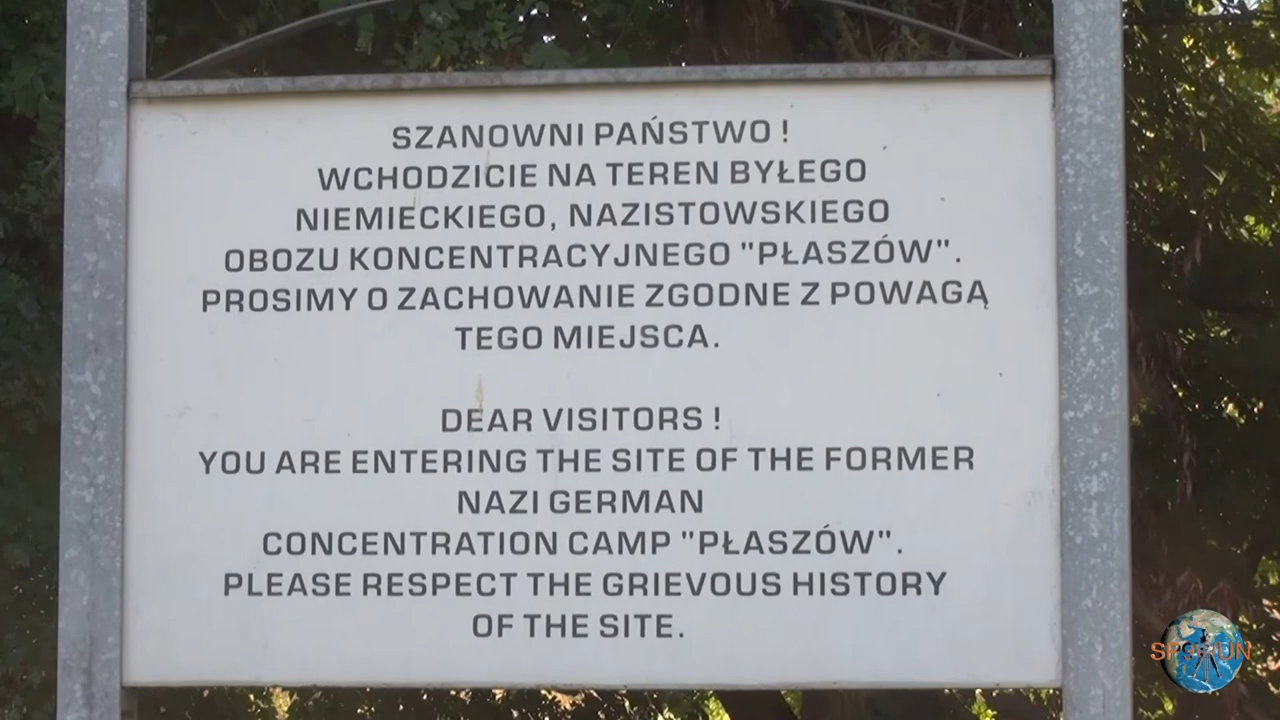 SZANOWNI PAŃSTWO !
WCHODZICIE NA TEREN BYŁEGO
NIEMIECKIEGO, NAZISTOWSKIEGO
OBOZU KONCENTRACYJNEGO "PŁASZÓW".
PROSIMY O ZACHOWANIE ZGODNE Z POWAGĄ
TEGO MIEJSCA.
DEAR VISITORS !
YOU ARE ENTERING THE SITE OF THE FORMER
NAZI GERMAN
CONCENTRATION CAMP "PŁASZÓW".
PLEASE RESPECT THE GRIEVOUS HISTORY
OF THE SITE.